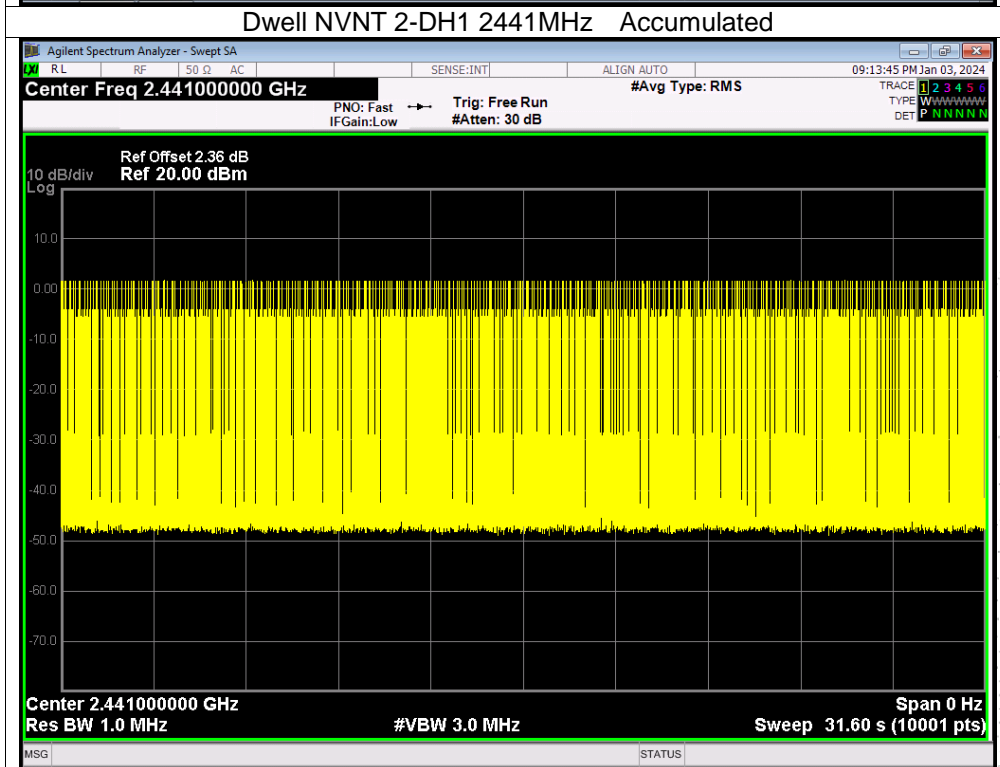 Dwell NVNT 2-DH1 2441MHz Accumulated
Agilent Spectrum Analyzer - Swept SA
LXI RL RF 50 Ω AC SENSE:INT ALIGN AUTO 09:13:45 PM Jan 03, 2024
Center Freq 2.441000000 GHz
PNO: Fast
IFGain:Low
Trig: Free Run
#Atten: 30 dB
#Avg Type: RMS
TRACE 1 2 3 4 5 6
TYPE WWWWWW
DET P N N N N N
Ref Offset 2.36 dB
10 dB/div Ref 20.00 dBm
Log
10.0
0.00
-10.0
-20.0
-30.0
-40.0
-50.0
-60.0
-70.0
Center 2.441000000 GHz Span 0 Hz
Res BW 1.0 MHz #VBW 3.0 MHz Sweep 31.60 s (10001 pts)
MSG STATUS